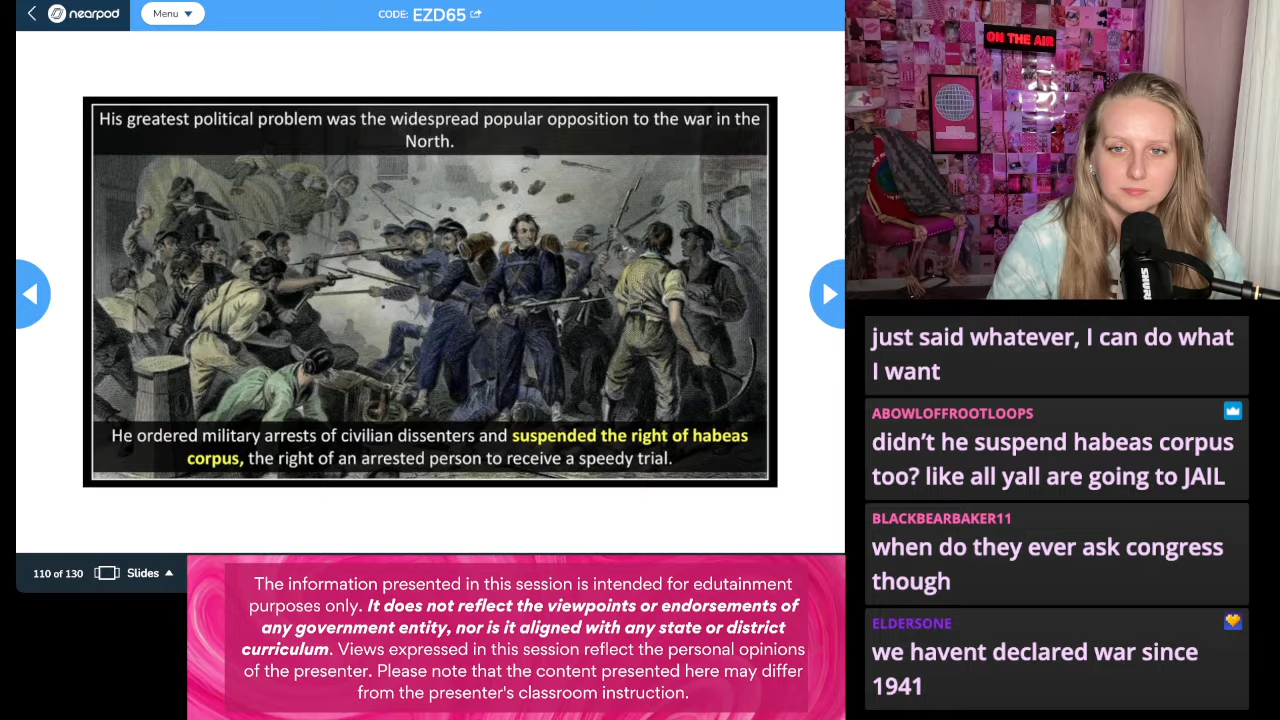 nearpod
Menu
CODE: EZD65
ON THE AIR
His greatest political problem was the widespread popular opposition to the war in the
North.
He ordered military arrests of civilian dissenters and suspended the right of habeas
corpus, the right of an arrested person to receive a speedy trial.
110 of 130
Slides
The information presented in this session is intended for edutainment
purposes only. It does not reflect the viewpoints or endorsements of
any government entity, nor is it aligned with any state or district
curriculum. Views expressed in this session reflect the personal opinions
of the presenter. Please note that the content presented here may differ
from the presenter's classroom instruction.
SHURE
just said whatever, I can do what
I want
ABOWLOFFROOTLOOPS
didn't he suspend habeas corpus
too? like all yall are going to JAIL
BLACKBEARBAKER11
when do they ever ask congress
though
ELDERSONE
we havent declared war since
1941